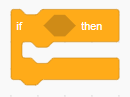 if then